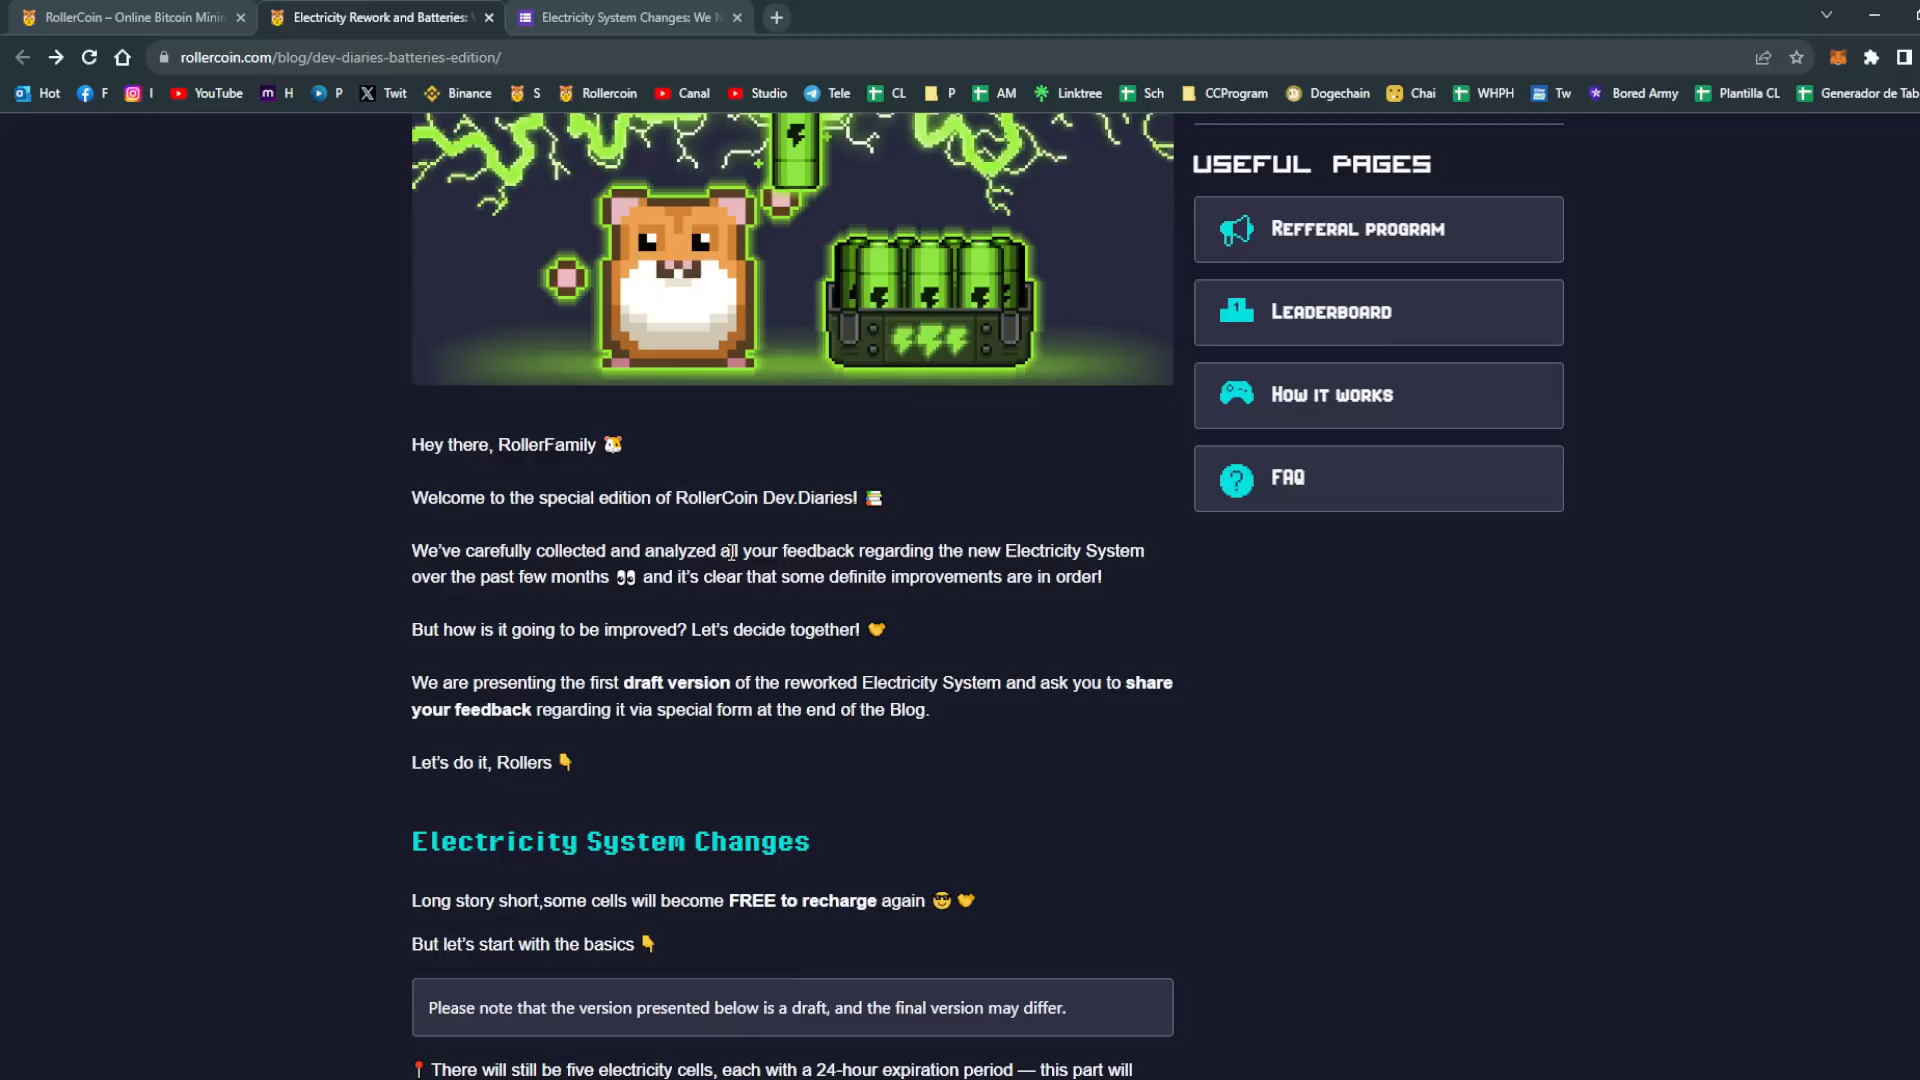 RollerCoin – Online Bitcoin Minin
Electricity Rework and Batteries:
Electricity System Changes: We N
rollercoin.com/blog/dev-diaries-batteries-edition/
Hot F I YouTube H P Twit Binance S Rollercoin Canal Studio Tele CL P AM Linktree Sch CCProgram Dogechain Chai WHPH Tw Bored Army Plantilla CL Generador de Tab
USEFUL PAGES
REFFERAL PROGRAM
LEADERBOARD
HOW IT WORKS
FAQ
Hey there, RollerFamily 🐹
Welcome to the special edition of RollerCoin Dev.Diaries! 📚
We’ve carefully collected and analyzed all your feedback regarding the new Electricity System
over the past few months 👀 and it’s clear that some definite improvements are in order!
But how is it going to be improved? Let’s decide together! 🤝
We are presenting the first draft version of the reworked Electricity System and ask you to share
your feedback regarding it via special form at the end of the Blog.
Let’s do it, Rollers 👇
Electricity System Changes
Long story short,some cells will become FREE to recharge again 😎 🤝
But let’s start with the basics 👇
Please note that the version presented below is a draft, and the final version may differ.
📍 There will still be five electricity cells, each with a 24-hour expiration period — this part will